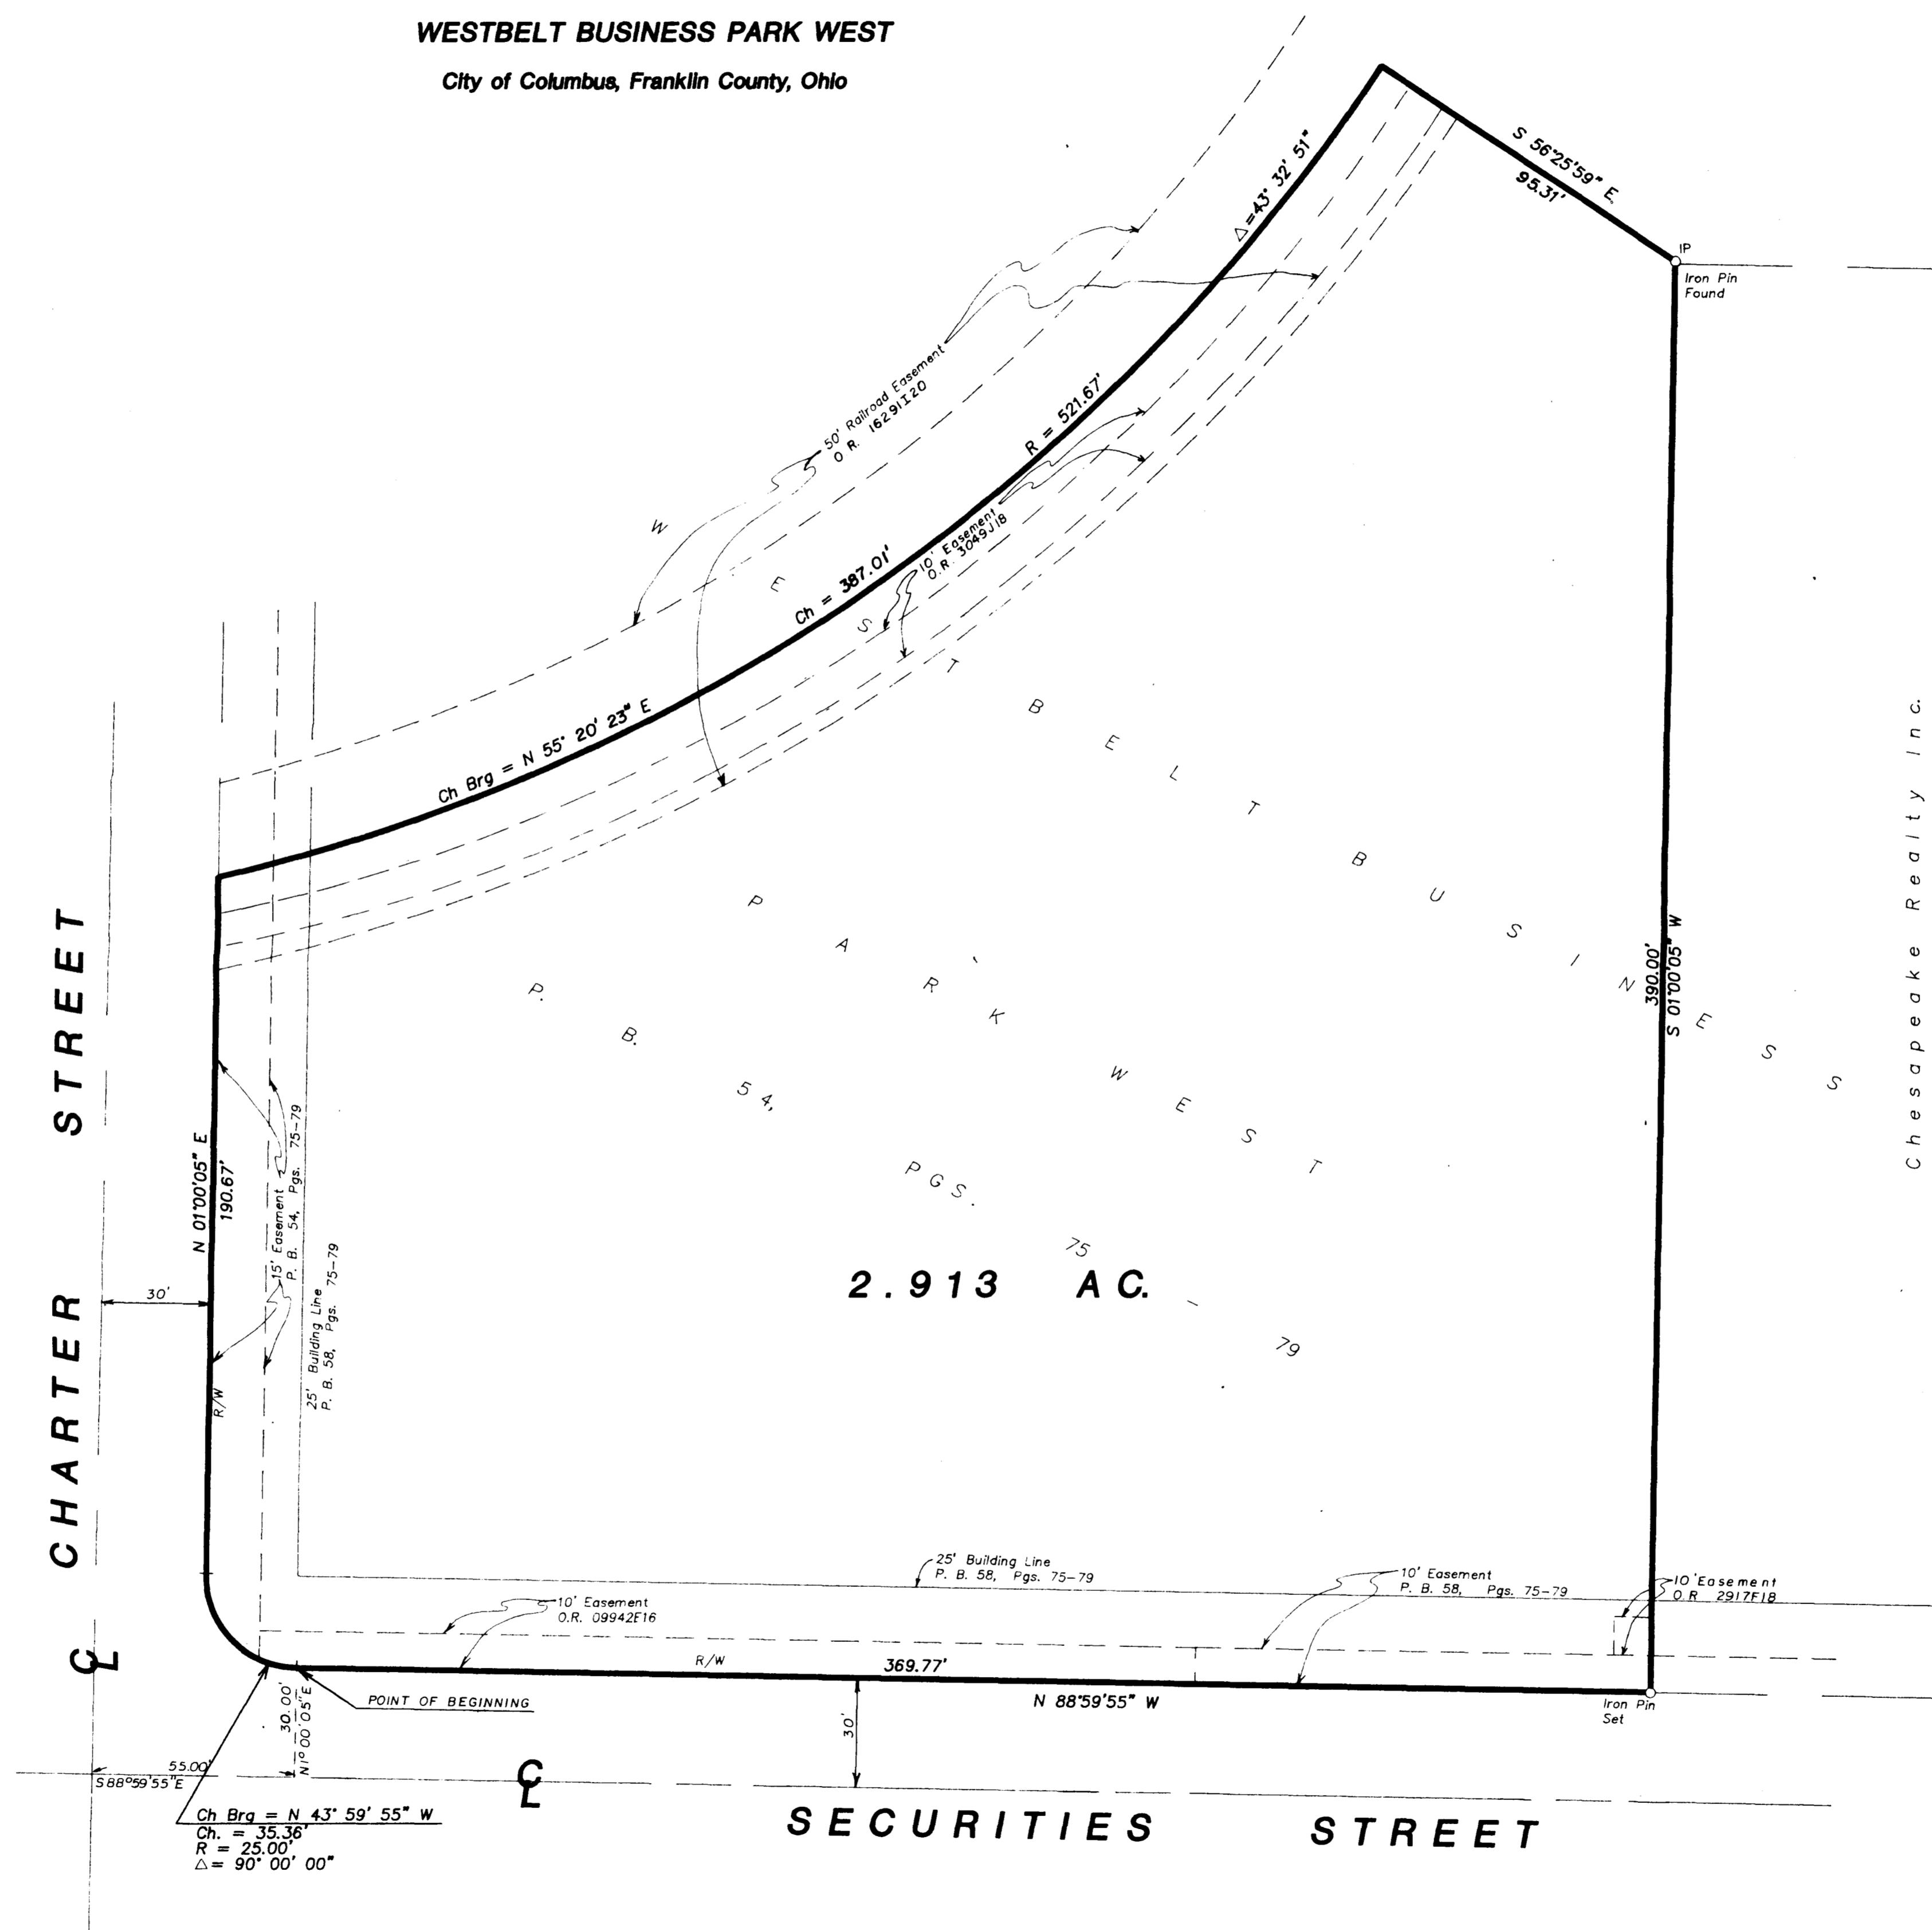 WESTBELT BUSINESS PARK WEST
City of Columbus, Franklin County, Ohio
S 56°25'59" E.
95.31'
IP
Iron Pin
Found
Δ=43° 32' 51"
R = 521.67'
Ch = 387.01'
Ch Brg = N 55° 20' 23" E
50' Railroad Easement
O R. 16291I20
10' Easement
O.R. 3049J18
WESTBELT BUSINESS
PARK WEST
P. B. 54, PGS. 75 - 79
390.00'
S 01°00'05" W
Chessapeake Realty Inc.
CHARTER STREET
N 01°00'05" E
190.67'
15' Easement
P. B. 54, Pgs. 75-79
25' Building Line
P. B. 58, Pgs. 75-79
30'
R/W
2.913 AC.
25' Building Line
P. B. 58, Pgs. 75-79
10' Easement
P. B. 58, Pgs. 75-79
10' Easement
O.R 2917F18
10' Easement
O.R. 09942E16
R/W
369.77'
N 88°59'55" W
Iron Pin
Set
POINT OF BEGINNING
30.00'
N1°00'05"E
30'
55.00'
S88°59'55"E
CL
CL
SECURITIES STREET
Ch Brg = N 43° 59' 55" W
Ch. = 35.36'
R = 25.00'
Δ= 90° 00' 00"